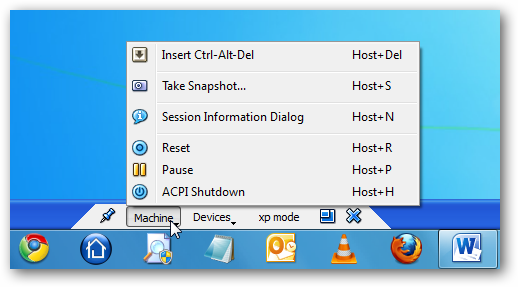 Insert Ctrl-Alt-Del Host+Del
Take Snapshot... Host+S
Session Information Dialog Host+N
Reset Host+R
Pause Host+P
ACPI Shutdown Host+H
Machine Devices xp mode